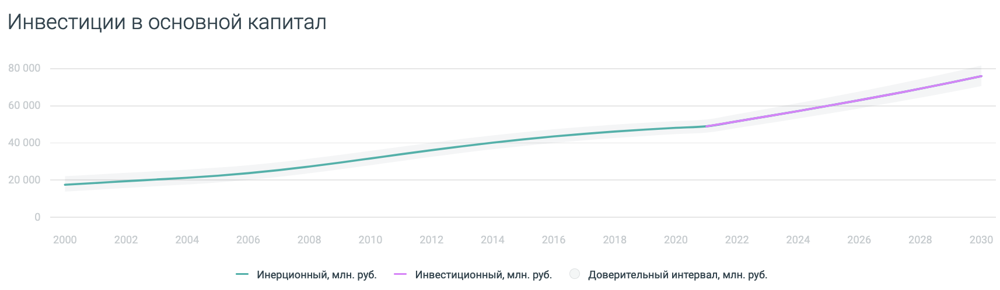 Инвестиции в основной капитал
80 000
60 000
40 000
20 000
0
2000 2002 2004 2006 2008 2010 2012 2014 2016 2018 2020 2022 2024 2026 2028 2030
Инерционный, млн. руб. Инвестиционный, млн. руб. Доверительный интервал, млн. руб.